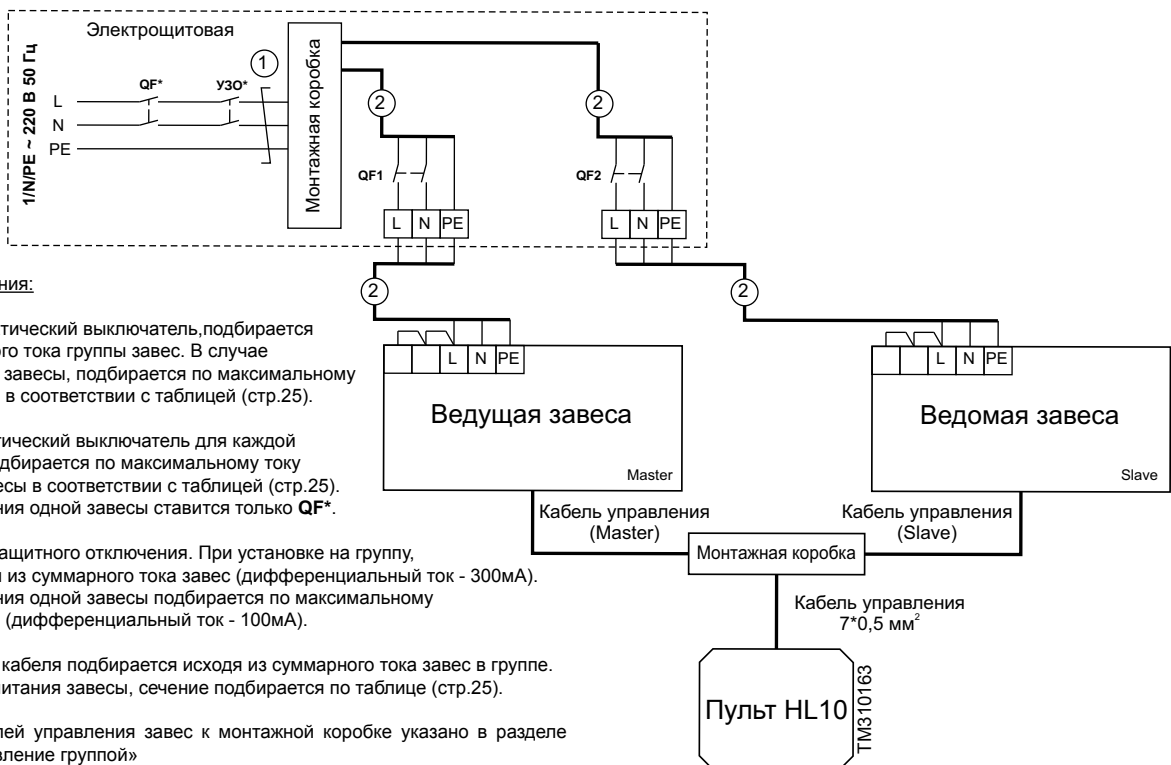 Электрощитовая
1/N/PE ~ 220 В 50 Гц
L
N
PE
QF*
УЗО*
1
Монтажная коробка
2
2
QF1
QF2
L N PE
L N PE
2
2
ния:
тический выключатель,подбирается
го тока группы завес. В случае
завесы, подбирается по максимальному
в соответствии с таблицей (стр.25).
тический выключатель для каждой
дбирается по максимальному току
есы в соответствии с таблицей (стр.25).
ния одной завесы ставится только QF*.
ащитного отключения. При установке на группу,
из суммарного тока завес (дифференциальный ток - 300мА).
ния одной завесы подбирается по максимальному
(дифференциальный ток - 100мА).
кабеля подбирается исходя из суммарного тока завес в группе.
итания завесы, сечение подбирается по таблице (стр.25).
лей управления завес к монтажной коробке указано в разделе
вление группой»
L N PE
Ведущая завеса
Master
L N PE
Ведомая завеса
Slave
Кабель управления
(Master)
Кабель управления
(Slave)
Монтажная коробка
Кабель управления
7*0,5 мм²
Пульт HL10
TM310163